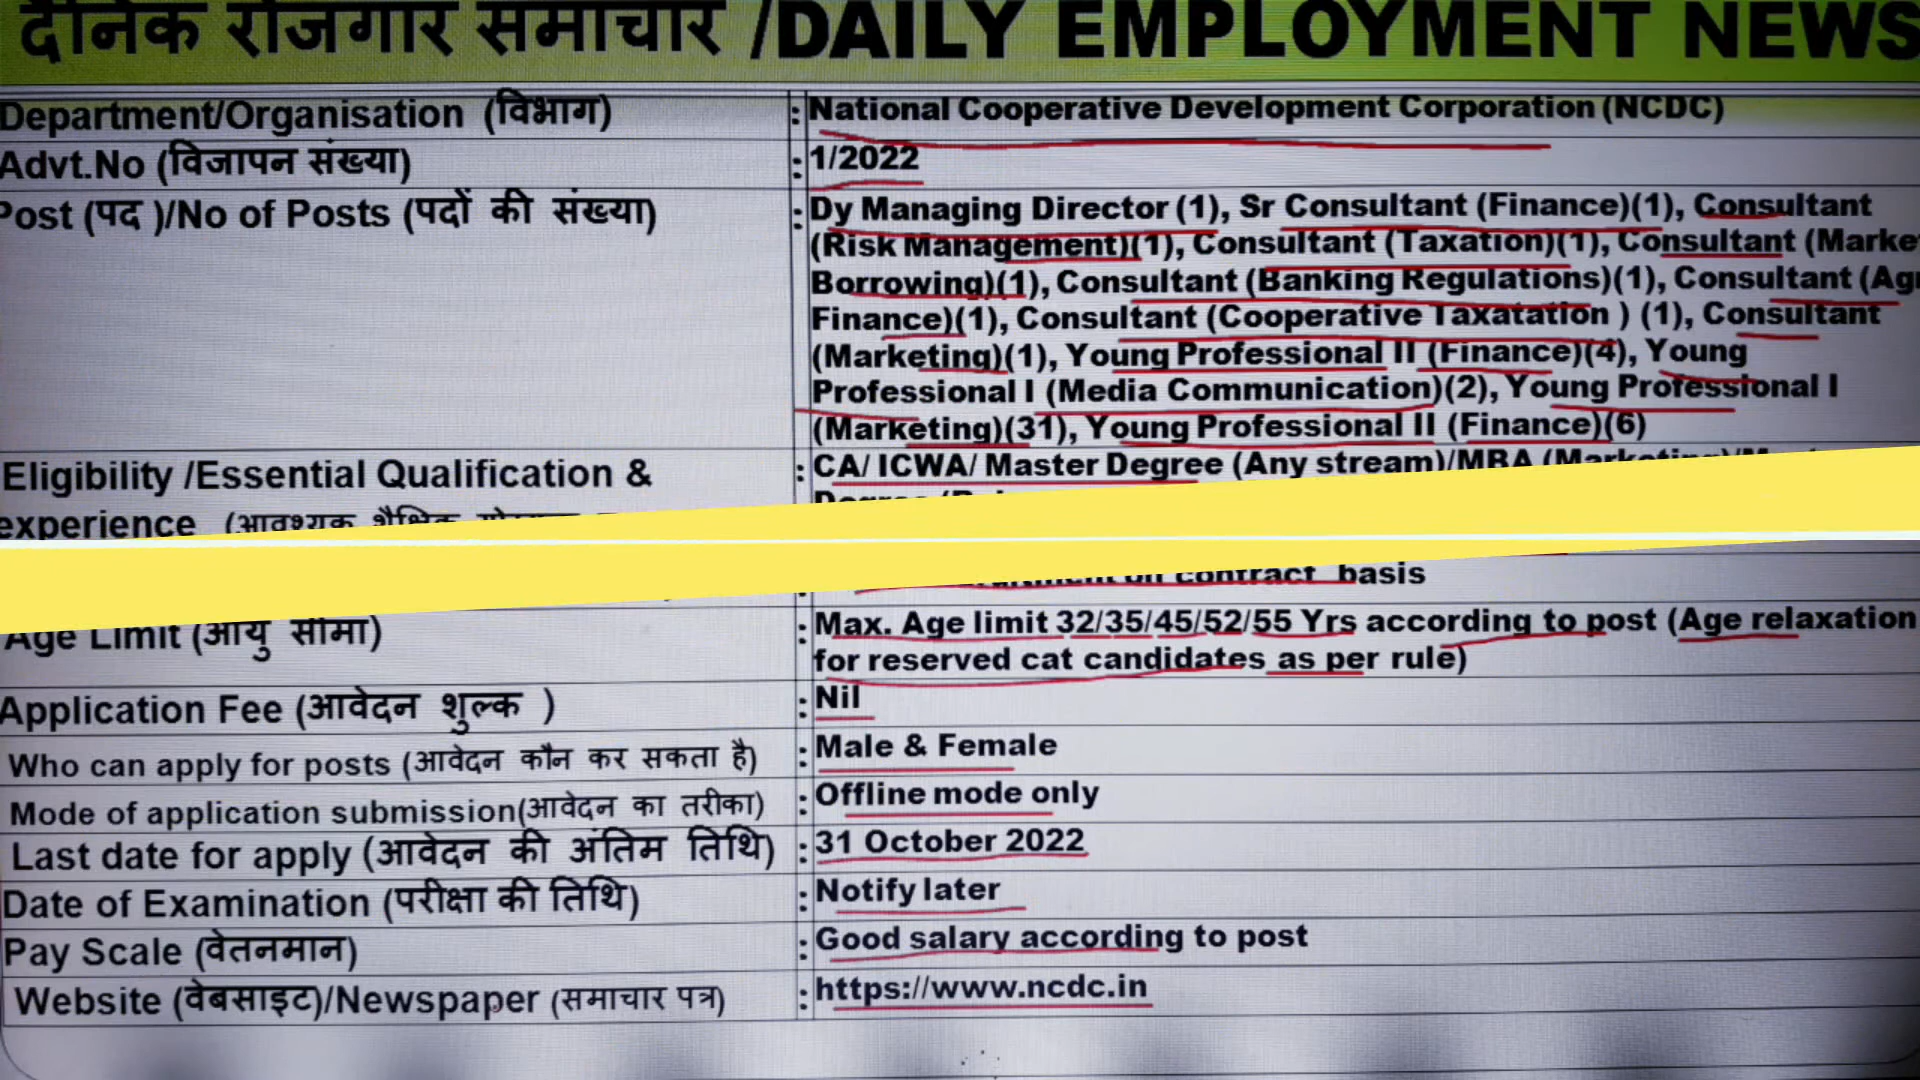 दैनिक रोजगार समाचार /DAILY EMPLOYMENT NEWS
Department/Organisation (विभाग) : National Cooperative Development Corporation (NCDC)
Advt.No (विजापन संख्या) : 1/2022
Post (पद )/No of Posts (पदों की संख्या) : Dy Managing Director (1), Sr Consultant (Finance)(1), Consultant
(Risk Management)(1), Consultant (Taxation)(1), Consultant (Marke
Borrowing)(1), Consultant (Banking Regulations)(1), Consultant (Agr
Finance)(1), Consultant (Cooperative Taxatation ) (1), Consultant
(Marketing)(1), Young Professional II (Finance)(4), Young
Professional I (Media Communication)(2), Young Professional I
(Marketing)(31), Young Professional II (Finance)(6)
Eligibility /Essential Qualification & : CA/ ICWA/ Master Degree (Any stream)/MBA (Marketing)/
experience (आवश्यक शैक्षिक
on contract basis
Age Limit (आयु सीमा) : Max. Age limit 32/35/45/52/55 Yrs according to post (Age relaxation
for reserved cat candidates as per rule)
Application Fee (आवेदन शुल्क ) : Nil
Who can apply for posts (आवेदन कौन कर सकता है) : Male & Female
Mode of application submission(आवेदन का तरीका) : Offline mode only
Last date for apply (आवेदन की अंतिम तिथि) : 31 October 2022
Date of Examination (परीक्षा की तिथि) : Notify later
Pay Scale (वेतनमान) : Good salary according to post
Website (वेबसाइट)/Newspaper (समाचार पत्र) : https://www.ncdc.in